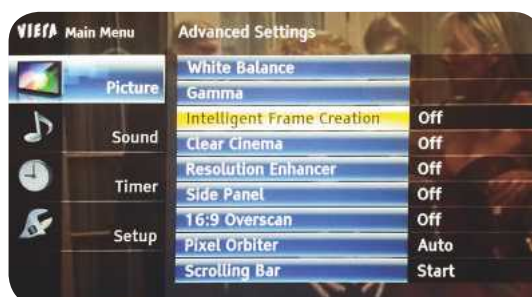 VIERA Main Menu
Advanced Settings
Picture
Sound
Timer
Setup
White Balance
Gamma
Intelligent Frame Creation Off
Clear Cinema Off
Resolution Enhancer Off
Side Panel Off
16:9 Overscan Off
Pixel Orbiter Auto
Scrolling Bar Start